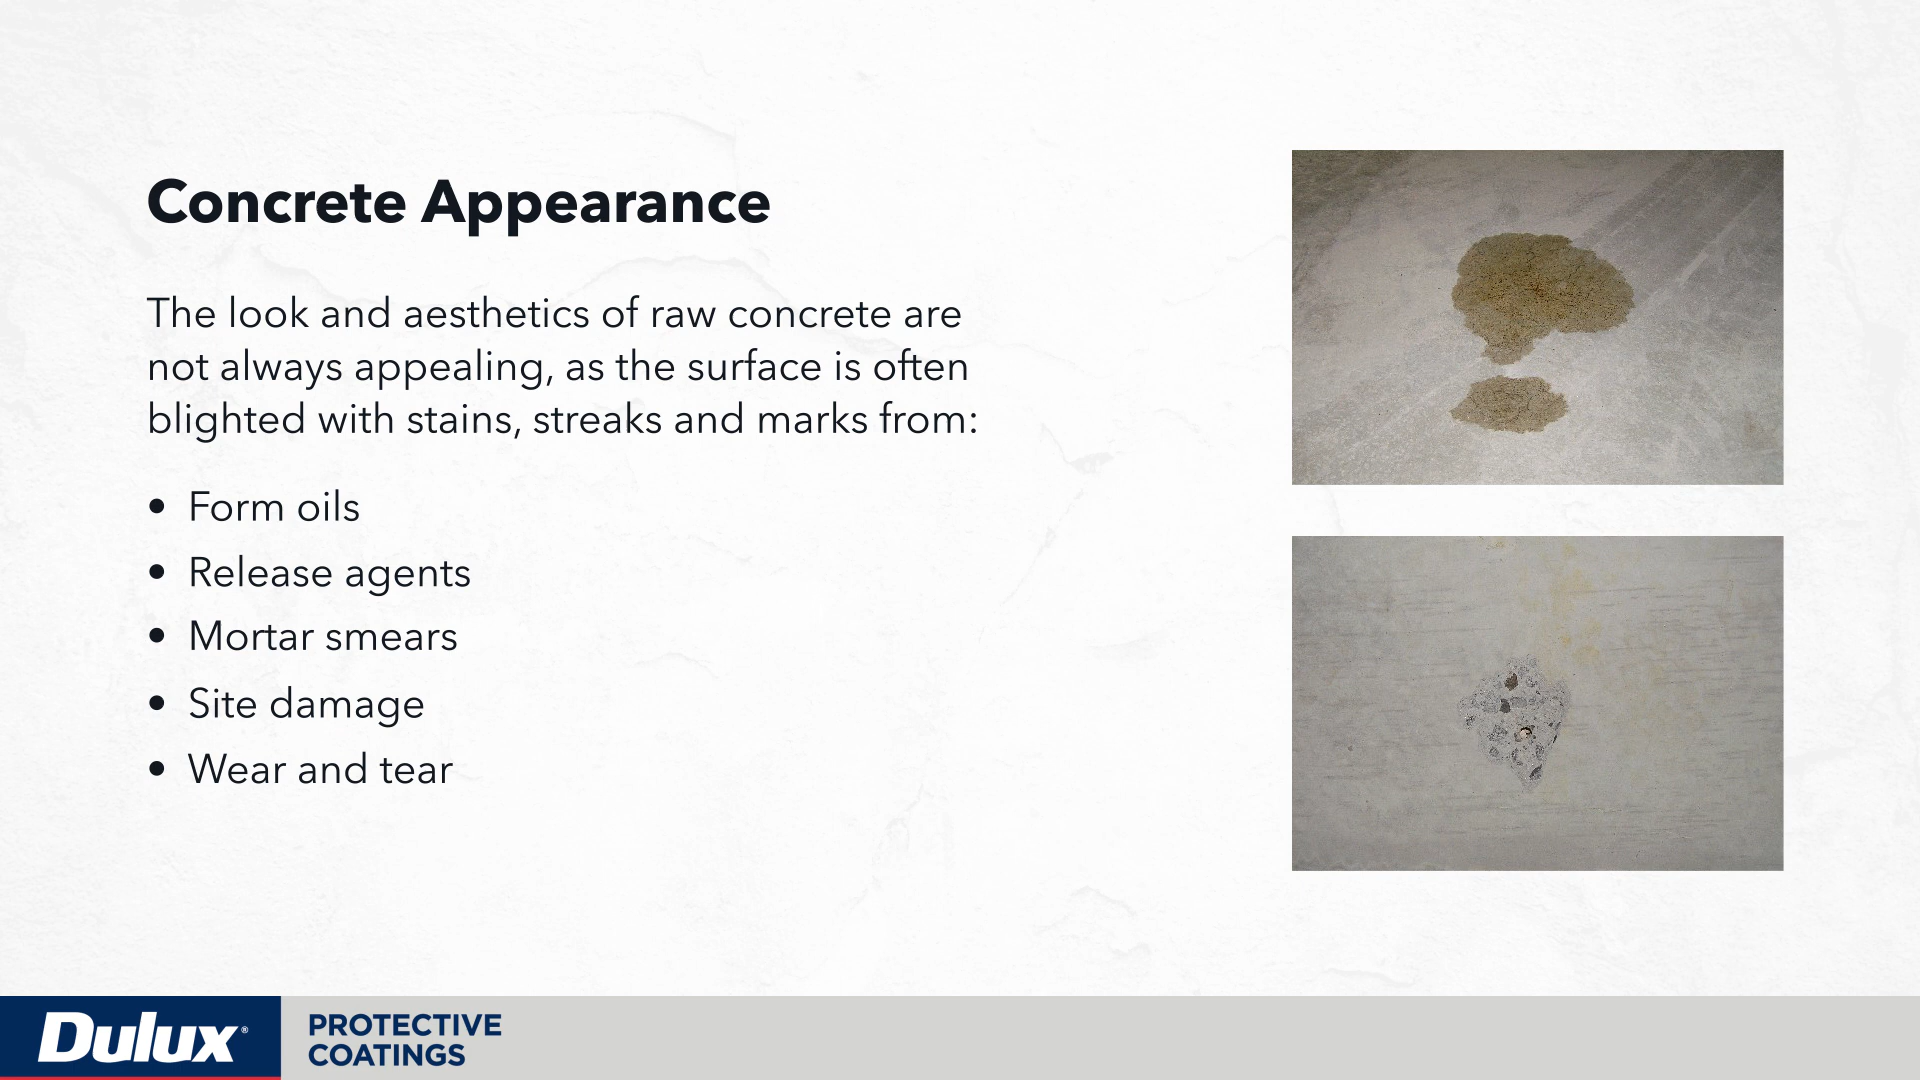 Concrete Appearance
The look and aesthetics of raw concrete are
not always appealing, as the surface is often
blighted with stains, streaks and marks from:
• Form oils
• Release agents
• Mortar smears
• Site damage
• Wear and tear
Dulux®
PROTECTIVE
COATINGS